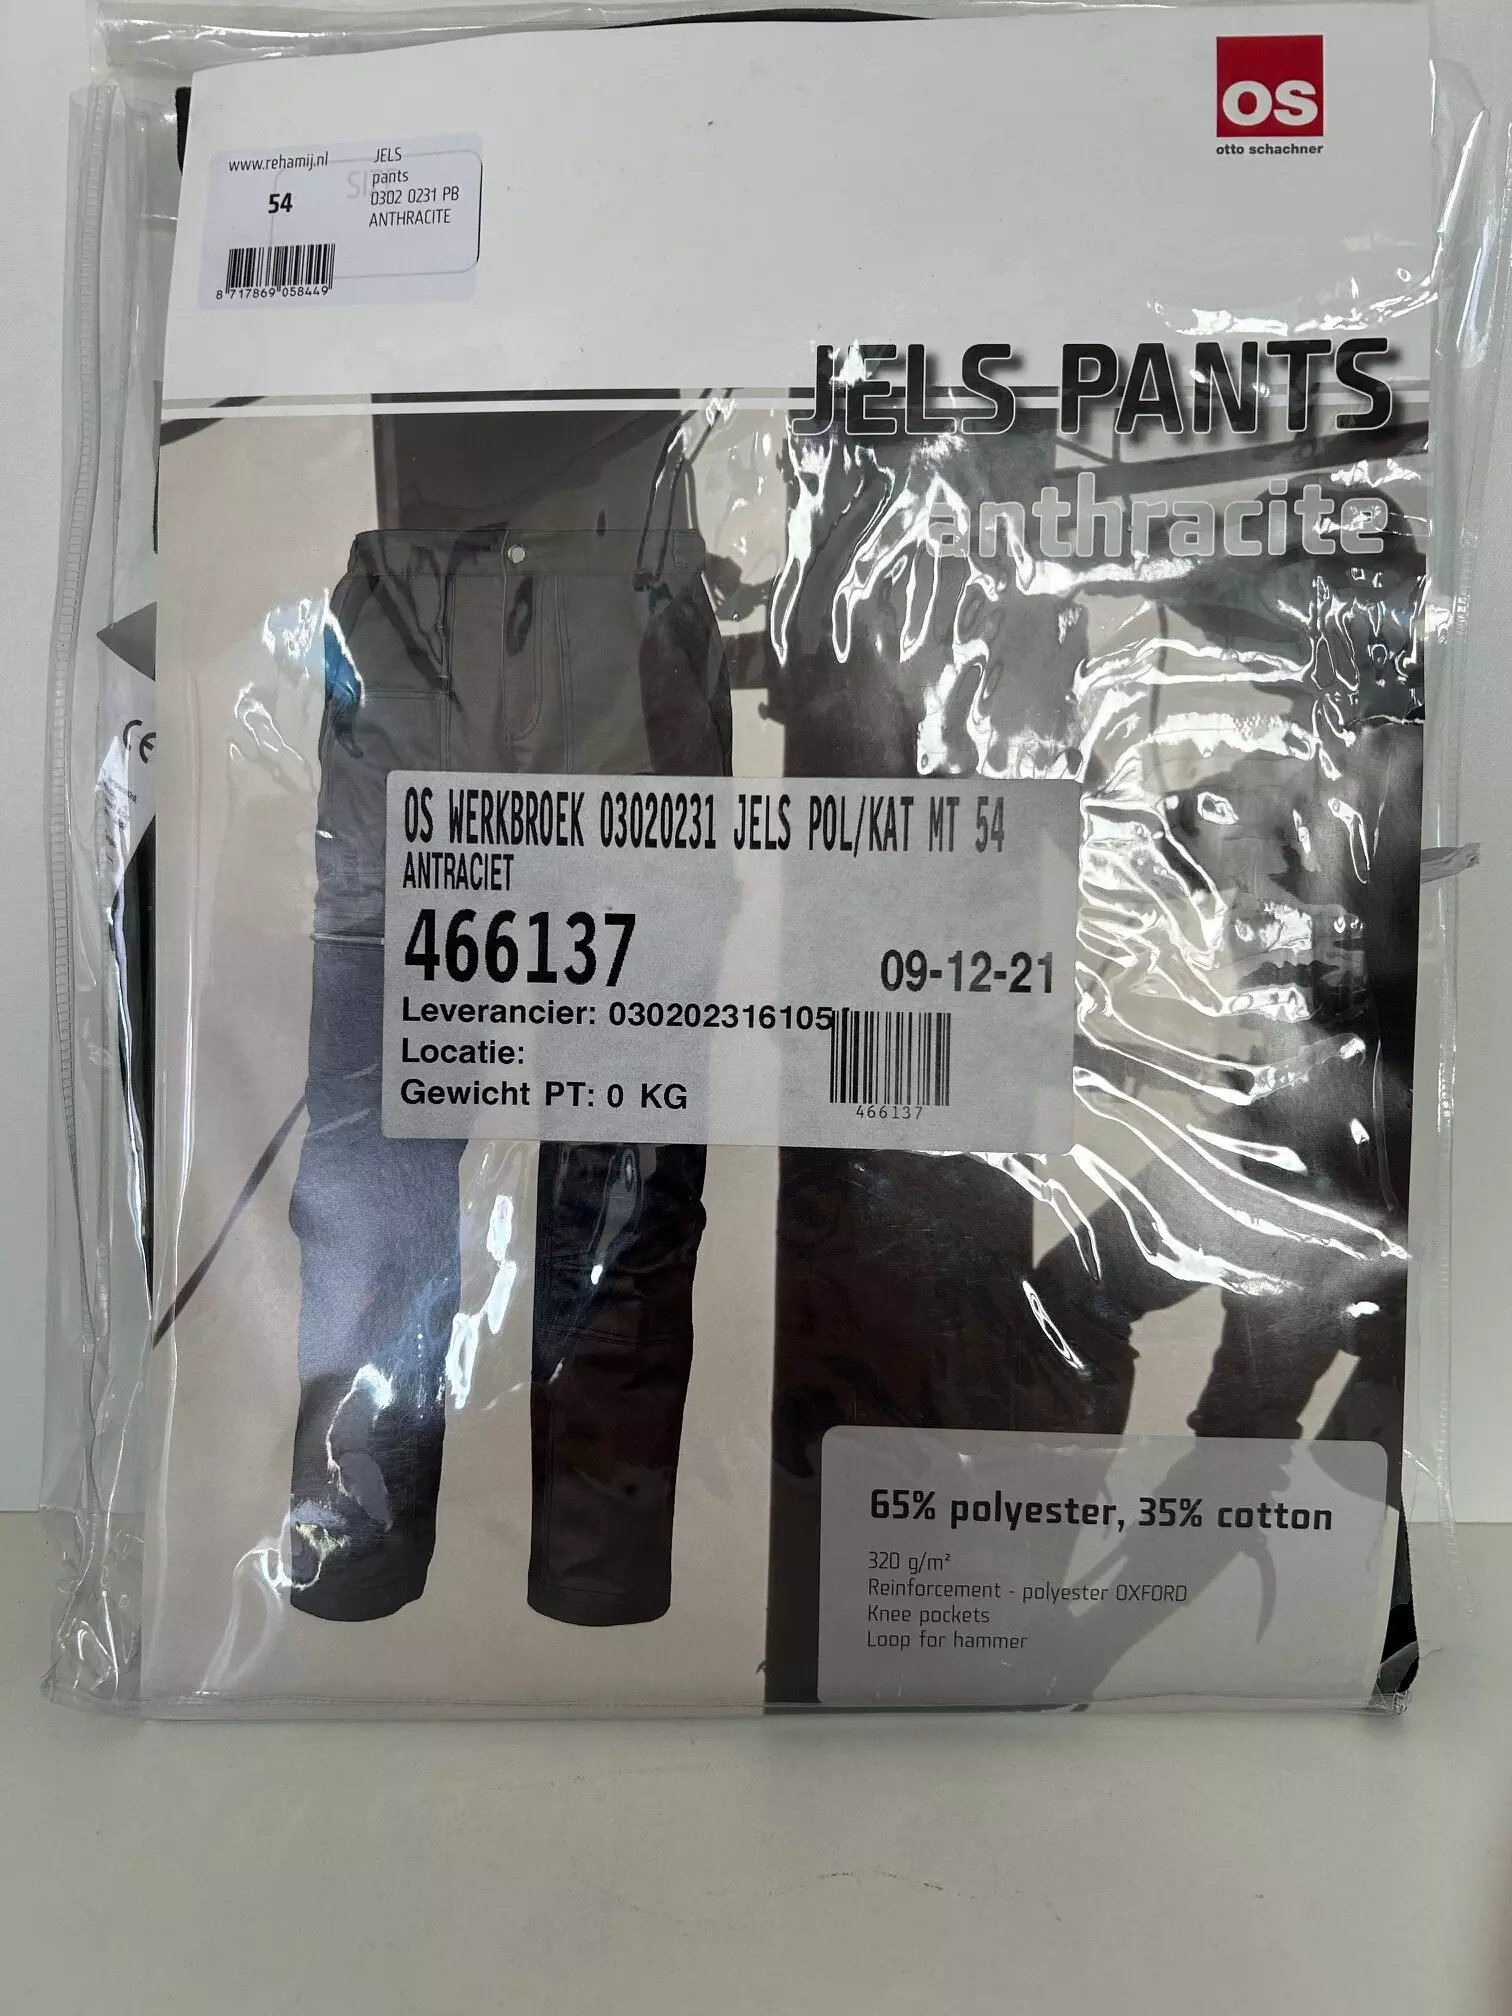 OS
otto schachner
www.rehamij.nl
54
JELS
pants
0302 0231 PB
ANTHRACITE
8 717869 058449
JELS PANTS
anthracite
CE
OS WERKBROEK 03020231 JELS POL/KAT MT 54
ANTRACIET
466137
09-12-21
Leverancier: 030202316105
Locatie:
Gewicht PT: 0 KG
466137
65% polyester, 35% cotton
320 g/m²
Reinforcement - polyester OXFORD
Knee pockets
Loop for hammer